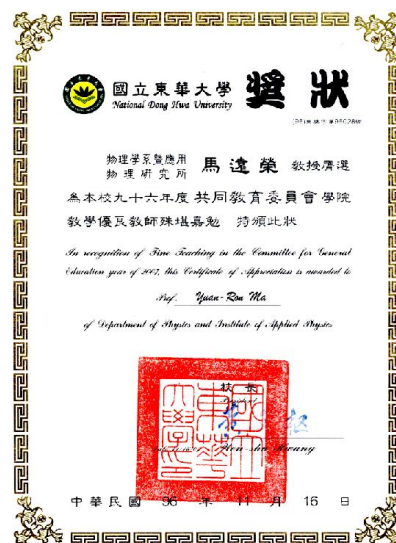 國立東華大學 獎狀
National Dong Hwa University
物理學系暨應用
物理研究所 馬遠榮 教授膺選
為本校九十六年度共同教育委員會學院
教學優良教師殊堪嘉勉 特頒此狀
In recognition of Fine Teaching in the Committee for General
Education year of 2007, this Certificate of Appreciation is awarded to
Prof. Yuan-Ron Ma
of Department of Physics and Institute of Applied Physics
校長
President
中華民國 96 年 11 月 16 日